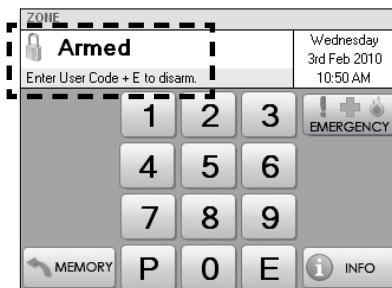 ZONE
Armed
Enter User Code + E to disarm.
Wednesday
3rd Feb 2010
10:50 AM
1 2 3
EMERGENCY
4 5 6
7 8 9
MEMORY
P 0 E
INFO